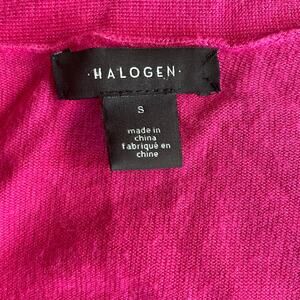 ·HALOGEN·
S
made in
china
fabriqué en
chine